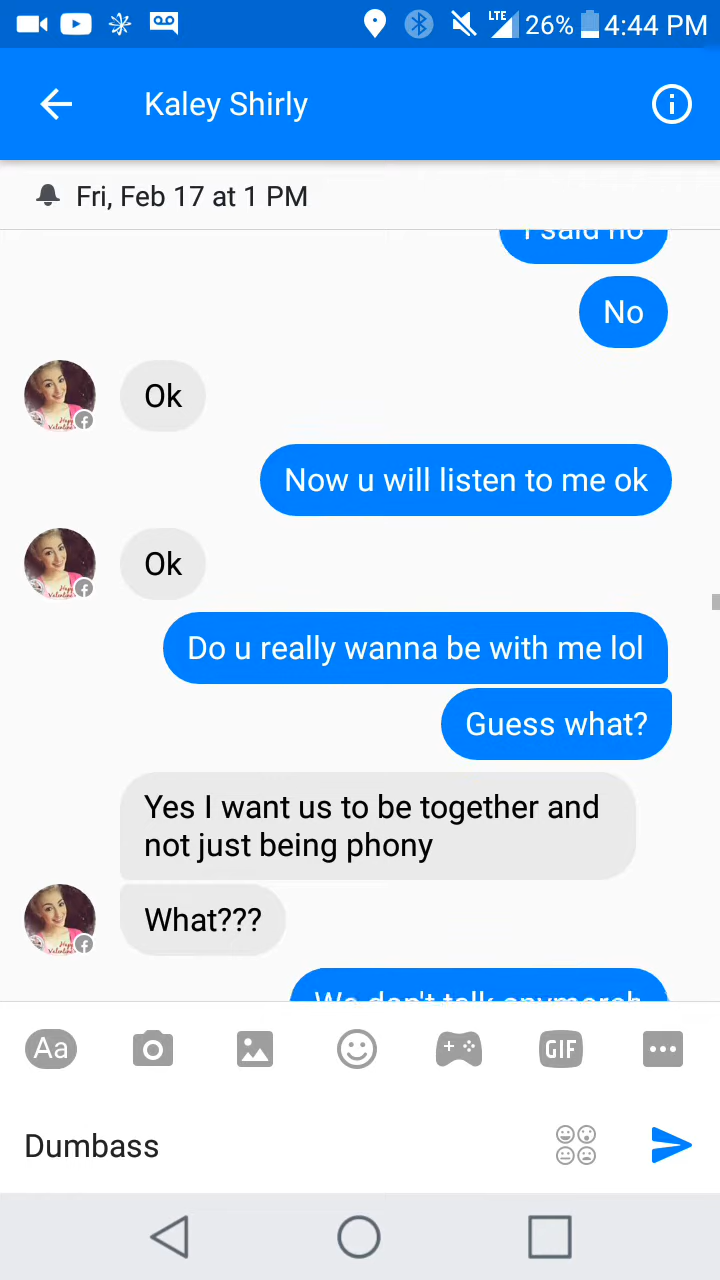 LTE 26% 4:44 PM
Kaley Shirly
Fri, Feb 17 at 1 PM
I said no
No
Ok
Now u will listen to me ok
Ok
Do u really wanna be with me lol
Guess what?
Yes I want us to be together and
not just being phony
What???
We don't talk anymore
Aa GIF
Dumbass